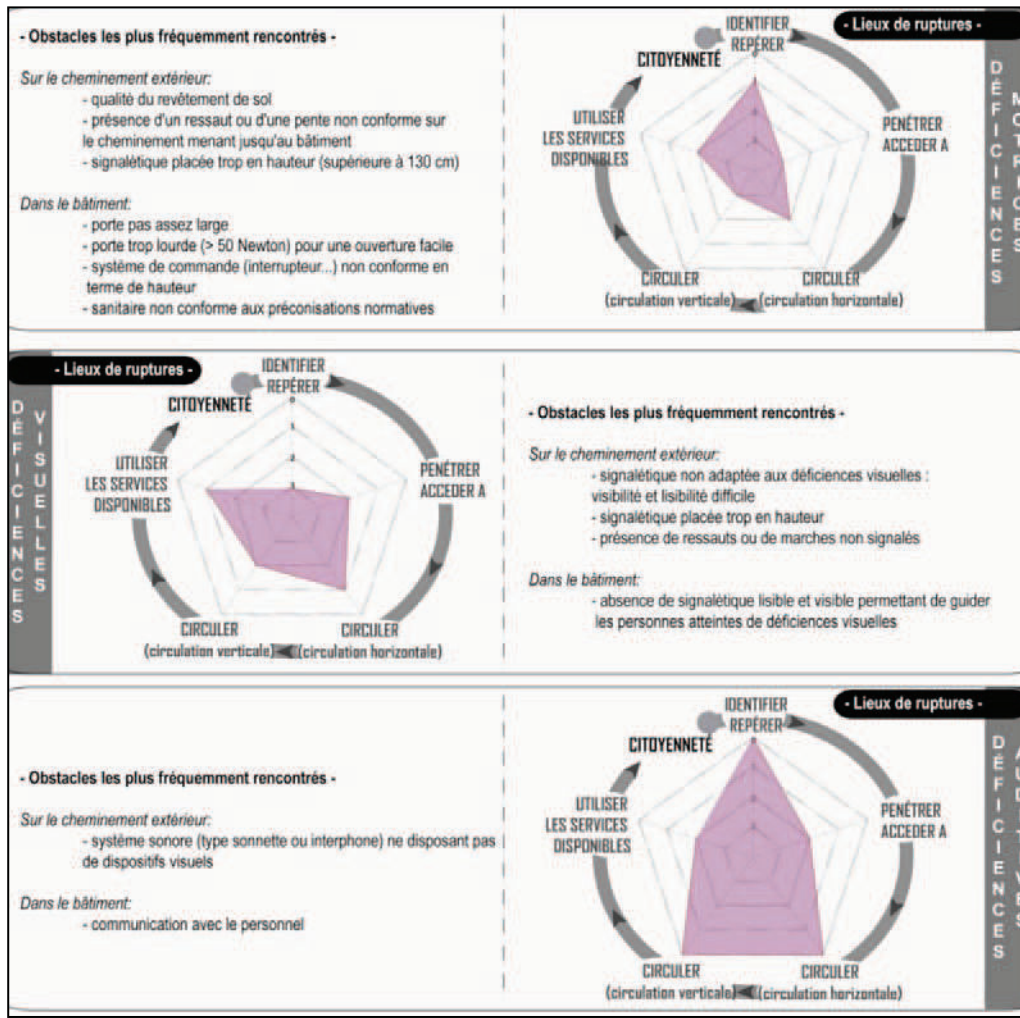 - Obstacles les plus fréquemment rencontrés -
Sur le cheminement extérieur:
- qualité du revêtement de sol
- présence d'un ressaut ou d'une pente non conforme sur
le cheminement menant jusqu'au bâtiment
- signalétique placée trop en hauteur (supérieure à 130 cm)
Dans le bâtiment:
- porte pas assez large
- porte trop lourde (> 50 Newton) pour une ouverture facile
- système de commande (interrupteur...) non conforme en
terme de hauteur
- sanitaire non conforme aux préconisations normatives
- Lieux de ruptures -
IDENTIFIER
REPÉRER
CITOYENNETÉ
UTILISER
LES SERVICES
DISPONIBLES
PENÉTRER
ACCEDER A
CIRCULER
(circulation verticale)
CIRCULER
(circulation horizontale)
DÉFICIENCES
MOTRICES
- Lieux de ruptures -
DÉFICIENCES
VISUELLES
IDENTIFIER
REPÉRER
CITOYENNETÉ
UTILISER
LES SERVICES
DISPONIBLES
PENÉTRER
ACCEDER A
CIRCULER
(circulation verticale)
CIRCULER
(circulation horizontale)
- Obstacles les plus fréquemment rencontrés -
Sur le cheminement extérieur:
- signalétique non adaptée aux déficiences visuelles :
visibilité et lisibilité difficile
- signalétique placée trop en hauteur
- présence de ressauts ou de marches non signalés
Dans le bâtiment:
- absence de signalétique lisible et visible permettant de guider
les personnes atteintes de déficiences visuelles
- Obstacles les plus fréquemment rencontrés -
Sur le cheminement extérieur:
- système sonore (type sonnette ou interphone) ne disposant pas
de dispositifs visuels
Dans le bâtiment:
- communication avec le personnel
- Lieux de ruptures -
IDENTIFIER
REPÉRER
CITOYENNETÉ
UTILISER
LES SERVICES
DISPONIBLES
PENÉTRER
ACCEDER A
CIRCULER
(circulation verticale)
CIRCULER
(circulation horizontale)
DÉFICIENCES
AUDITIVES